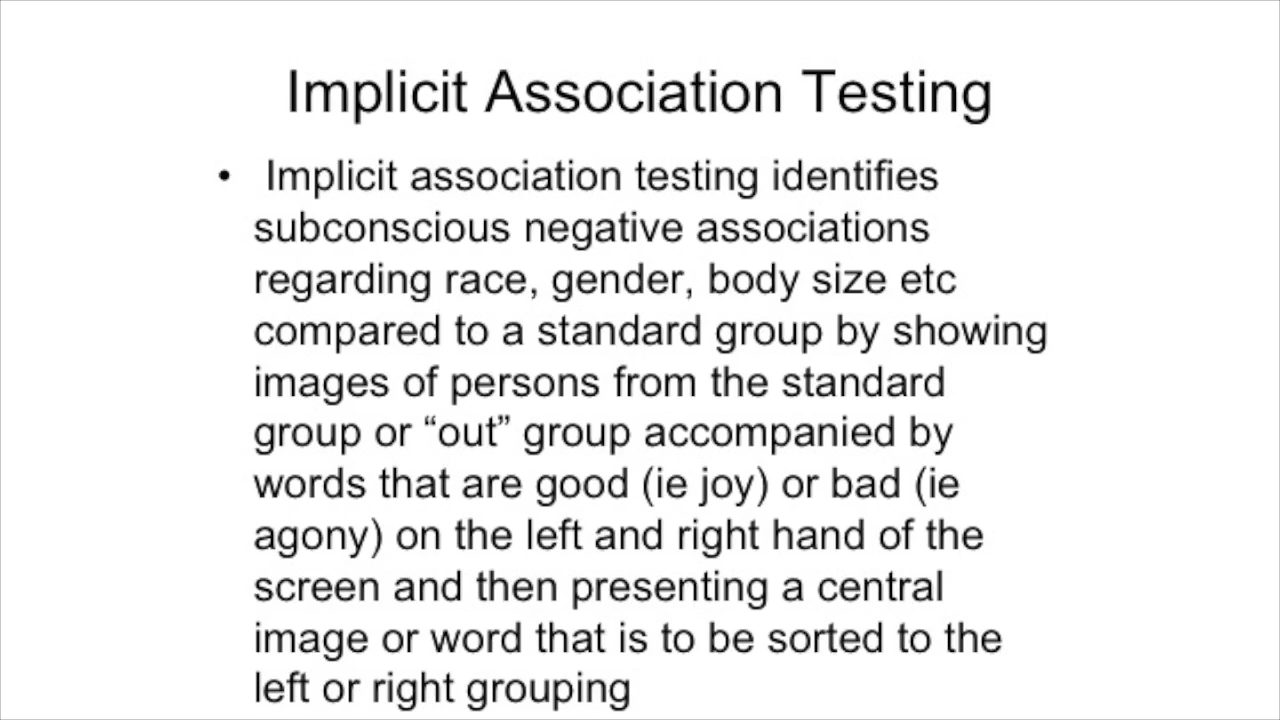 Implicit Association Testing
• Implicit association testing identifies
subconscious negative associations
regarding race, gender, body size etc
compared to a standard group by showing
images of persons from the standard
group or “out” group accompanied by
words that are good (ie joy) or bad (ie
agony) on the left and right hand of the
screen and then presenting a central
image or word that is to be sorted to the
left or right grouping